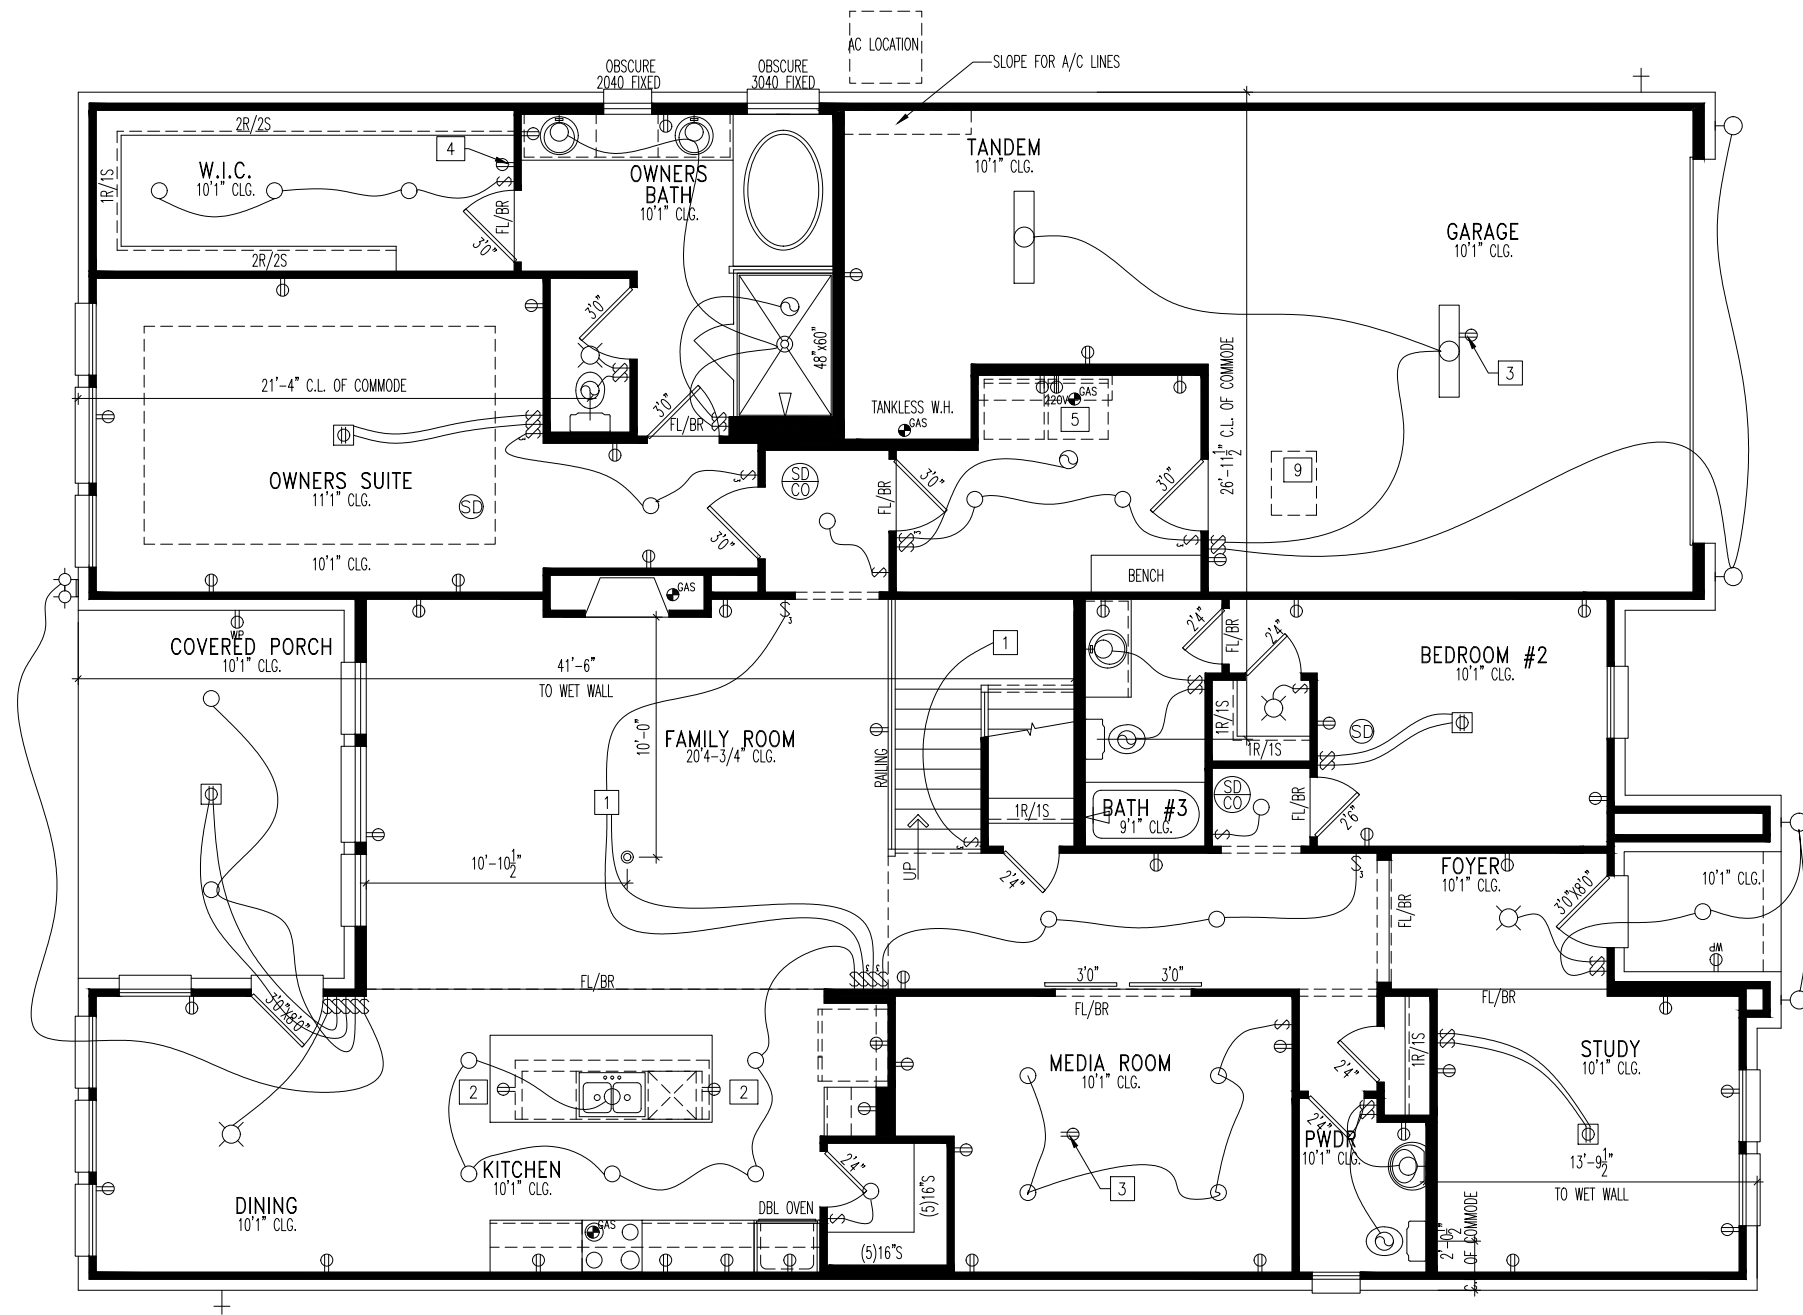 AC LOCATION
OBSCURE
2040 FIXED
OBSCURE
3040 FIXED
SLOPE FOR A/C LINES
2R/2S
4
W.I.C.
10'1" CLG.
1R/1S
FL/BR
3'0"
2R/2S
OWNERS
BATH
10'1" CLG.
TANDEM
10'1" CLG.
GARAGE
10'1" CLG.
3'0"
48"x60"
3
21'-4" C.L. OF COMMODE
3'0"
FL/BR
TANKLESS W.H.
GAS
220V
GAS
5
26'-11 1/2" C.L. OF COMMODE
9
OWNERS SUITE
11'1" CLG.
SD
SD
CO
FL/BR
3'0"
3'0"
3'0"
10'1" CLG.
GAS
BENCH
WP
COVERED PORCH
10'1" CLG.
41'-6"
TO WET WALL
10'-0"
FAMILY ROOM
20'4-3/4" CLG.
1
1
RAILING
2'4"
FL/BR
2'4"
1R/1S
1R/1S
BEDROOM #2
10'1" CLG.
SD
SD
CO
FL/BR
2'6"
BATH #3
9'1" CLG.
1R/1S
10'-10 1/2"
UP
2'4"
3
FOYER
10'1" CLG.
3'0"X8'0"
10'1" CLG.
FL/BR
WP
3'0"
3'0"
FL/BR
FL/BR
FL/BR
3'0"X8'0"
2
2
MEDIA ROOM
10'1" CLG.
3
2'4"
1R/1S
STUDY
10'1" CLG.
2'4"
PWDR
10'1" CLG.
13'-9 1/2"
TO WET WALL
KITCHEN
10'1" CLG.
DINING
10'1" CLG.
GAS
DBL OVEN
2'4"
(5)16"S
(5)16"S
2'-0 1/2"
C. OF COMMODE